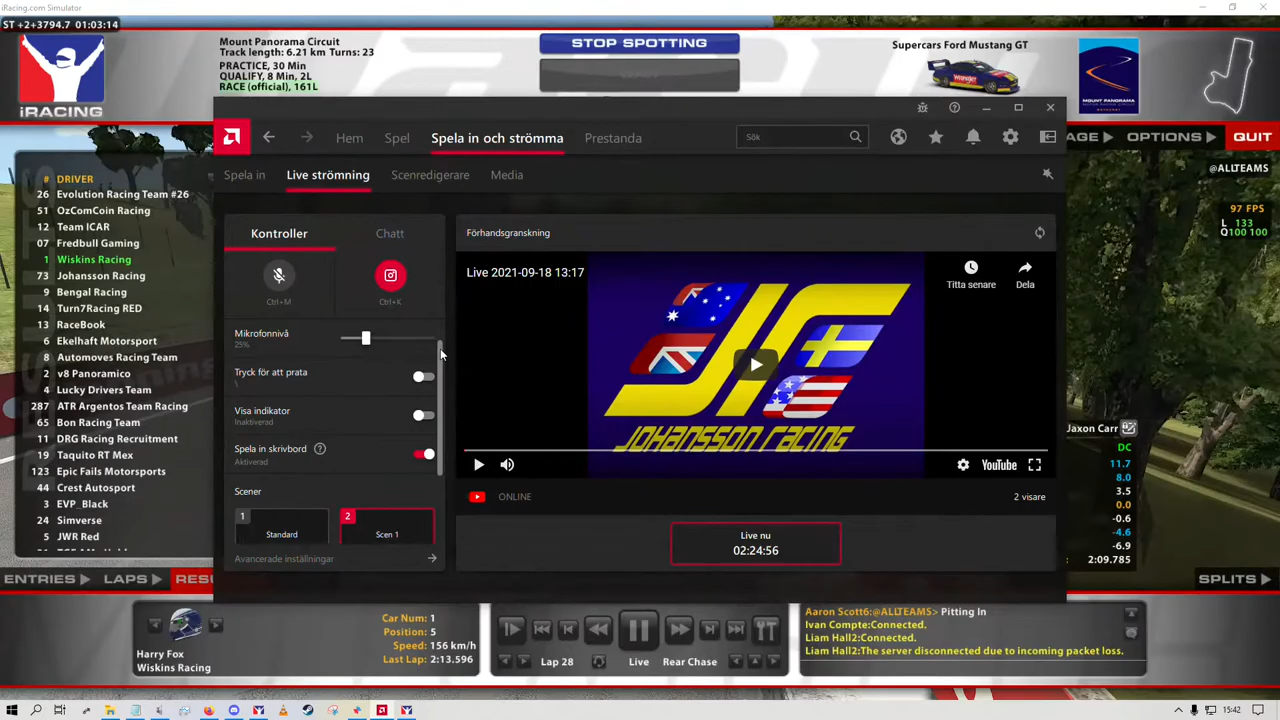 iRacing.com Simulator
ST +2+3794.7 01:03:14
iRACING
Mount Panorama Circuit
Track length: 6.21 km Turns: 23
PRACTICE, 30 Min
QUALIFY, 8 Min, 2L
RACE (official), 161L
STOP SPOTTING
Supercars Ford Mustang GT
OPTIONS
QUIT
@ALLTEAMS
97 FPS
L 133
Q100 100
# DRIVER
26 Evolution Racing Team #26
51 OzComCoin Racing
12 Team ICAR
07 Fredbull Gaming
1 Wiskins Racing
73 Johansson Racing
9 Bengal Racing
14 Turn7Racing RED
13 RaceBook
6 Ekelhaft Motorsport
8 Automoves Racing Team
2 v8 Panoramico
4 Lucky Drivers Team
287 ATR Argentos Team Racing
65 Bon Racing Team
11 DRG Racing Recruitment
19 Taquito RT Mex
123 Epic Fails Motorsports
44 Crest Autosport
3 EVP_Black
24 Simverse
5 JWR Red
Hem
Spel
Spela in och strömma
Prestanda
Sök
Spela in
Live strömning
Scenredigerare
Media
Kontroller
Chatt
Ctrl+M
Ctrl+K
Mikrofonnivå
25%
Tryck för att prata
\
Visa indikator
Inaktiverad
Spela in skrivbord
Aktiverad
Scener
1
Standard
2
Scen 1
Avancerade inställningar
Förhandsgranskning
Live 2021-09-18 13:17
Titta senare
Dela
JOHANSSON RACING
YouTube
ONLINE
2 visare
Live nu
02:24:56
Jaxon Carr
DC
11.7
8.0
3.5
0.0
-0.6
-4.6
-6.9
2:09.785
ENTRIES
LAPS
SPLITS
Harry Fox
Wiskins Racing
Car Num: 1
Position: 5
Speed: 156 km/h
Last Lap: 2:13.596
Lap 28
Live
Rear Chase
Aaron Scott6:@ALLTEAMS> Pitting In
Ivan Compte:Connected.
Liam Hall2:Connected.
Liam Hall2:The server disconnected due to incoming packet loss.
15:42